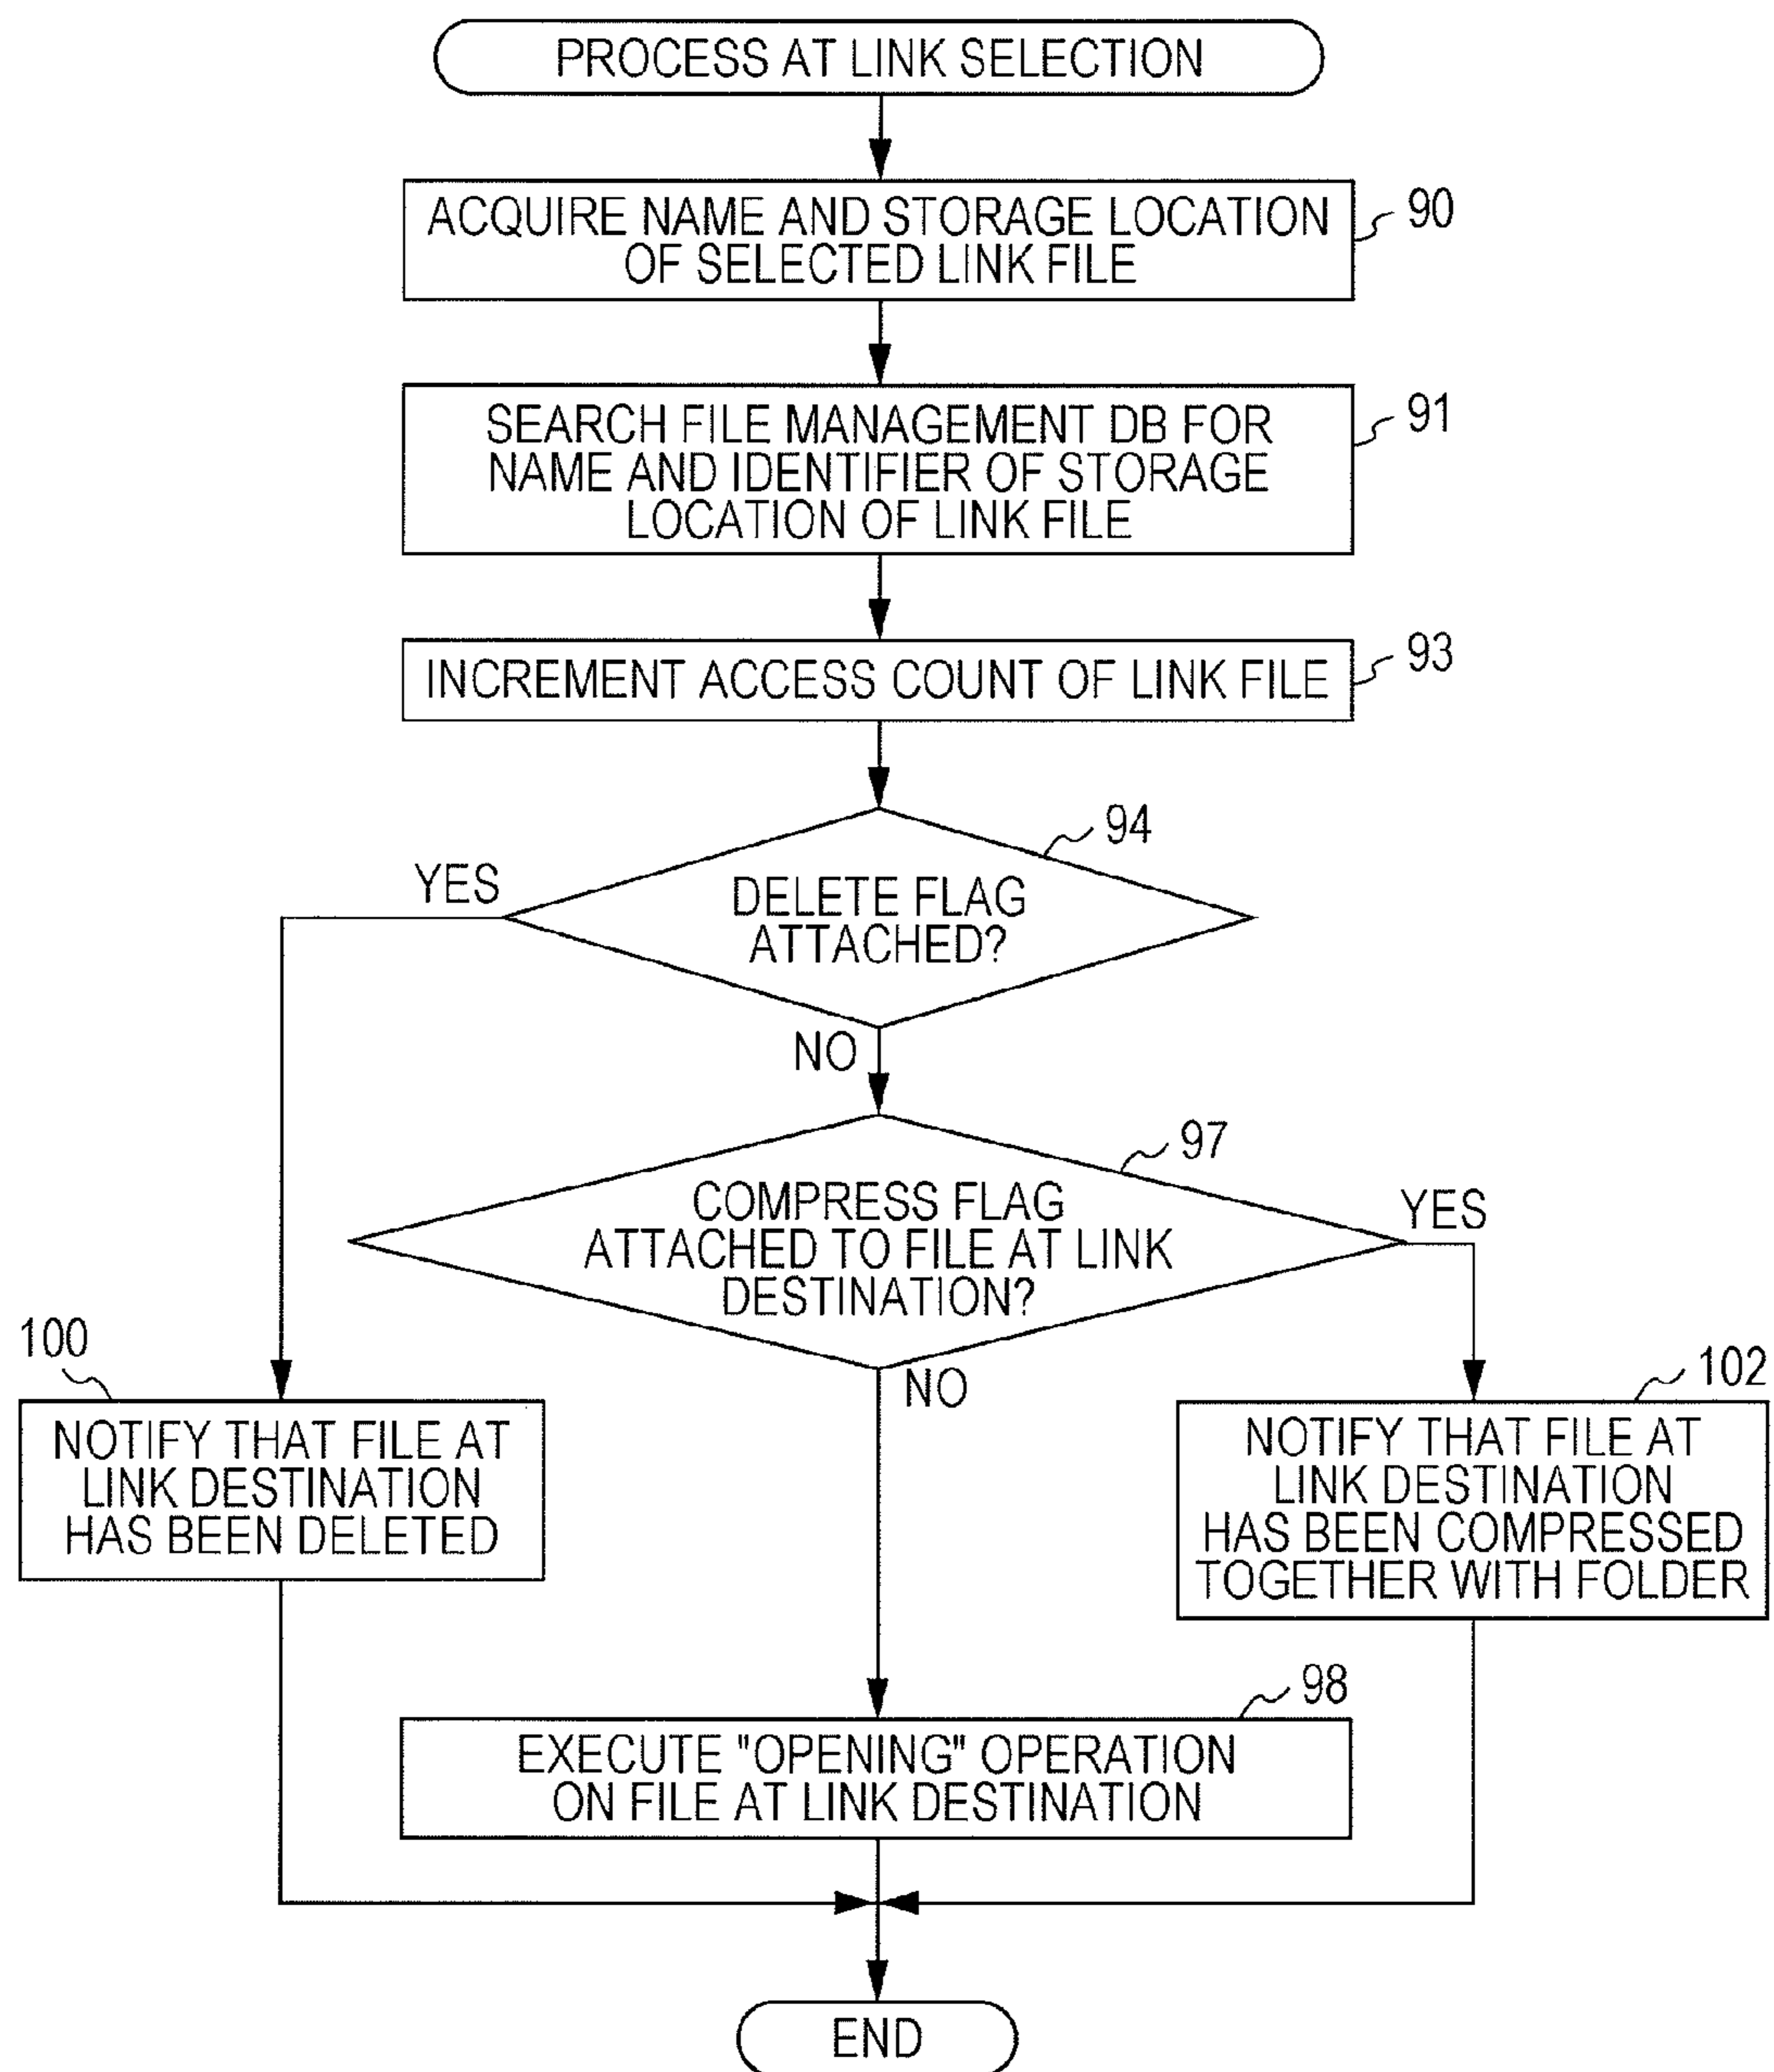 PROCESS AT LINK SELECTION
ACQUIRE NAME AND STORAGE LOCATION
OF SELECTED LINK FILE
90
SEARCH FILE MANAGEMENT DB FOR
NAME AND IDENTIFIER OF STORAGE
LOCATION OF LINK FILE
91
INCREMENT ACCESS COUNT OF LINK FILE
93
94
YES
DELETE FLAG
ATTACHED?
NO
97
COMPRESS FLAG
ATTACHED TO FILE AT LINK
DESTINATION?
YES
NO
100
NOTIFY THAT FILE AT
LINK DESTINATION
HAS BEEN DELETED
102
NOTIFY THAT FILE AT
LINK DESTINATION
HAS BEEN COMPRESSED
TOGETHER WITH FOLDER
98
EXECUTE "OPENING" OPERATION
ON FILE AT LINK DESTINATION
END